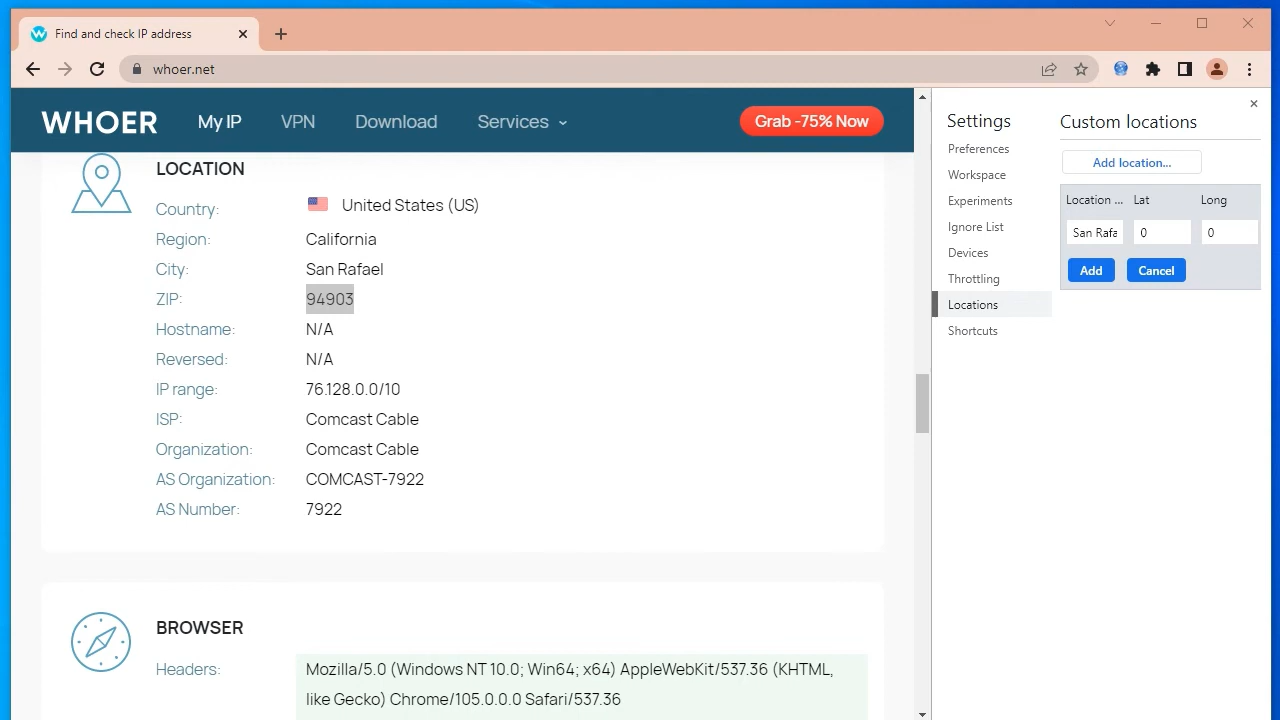 Find and check IP address
whoer.net
WHOER
My IP
VPN
Download
Services
Grab -75% Now
LOCATION
Country: United States (US)
Region: California
City: San Rafael
ZIP: 94903
Hostname: N/A
Reversed: N/A
IP range: 76.128.0.0/10
ISP: Comcast Cable
Organization: Comcast Cable
AS Organization: COMCAST-7922
AS Number: 7922
BROWSER
Headers: Mozilla/5.0 (Windows NT 10.0; Win64; x64) AppleWebKit/537.36 (KHTML,
like Gecko) Chrome/105.0.0.0 Safari/537.36
Settings
Preferences
Workspace
Experiments
Ignore List
Devices
Throttling
Locations
Shortcuts
Custom locations
Add location...
Location ... Lat Long
San Rafa 0 0
Add Cancel